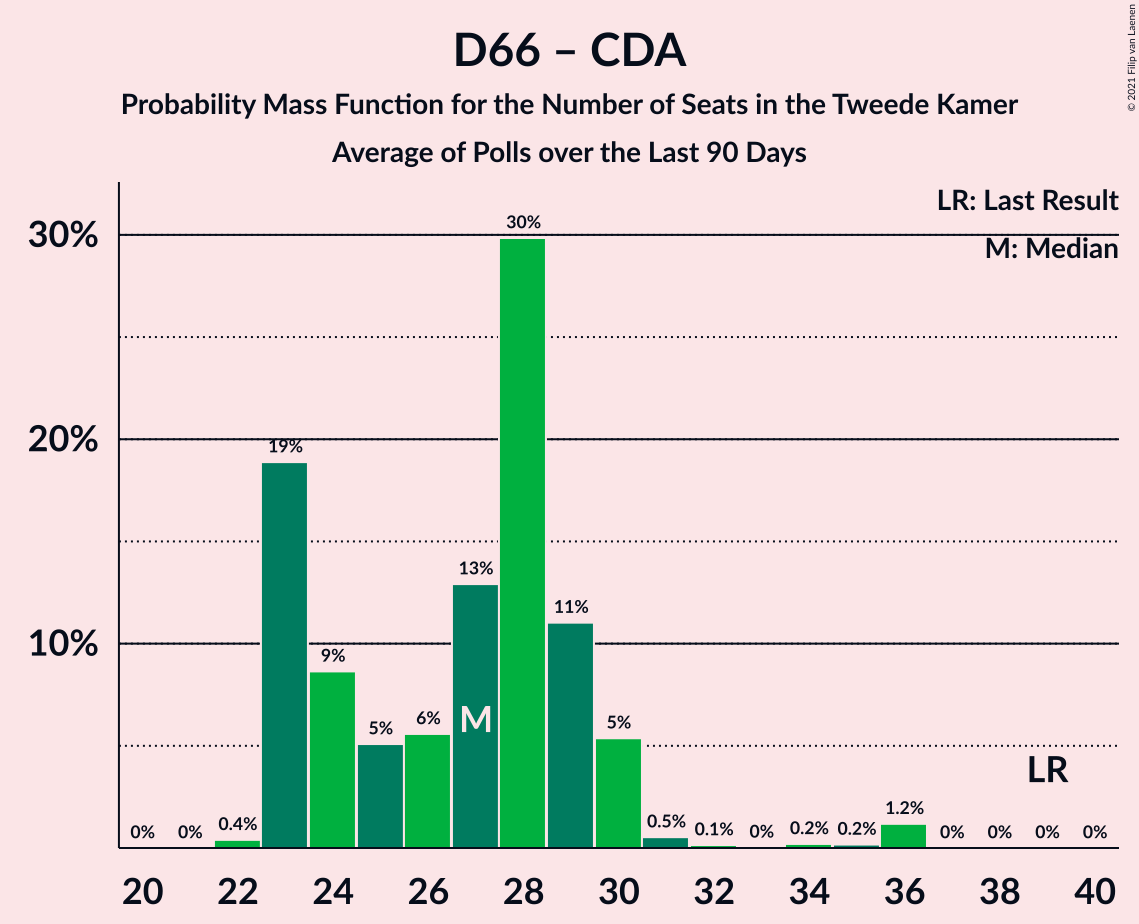 D66 – CDA
Probability Mass Function for the Number of Seats in the Tweede Kamer
Average of Polls over the Last 90 Days
© 2021 Filip van Laenen
LR: Last Result
M: Median
30%
20%
10%
0% 0% 0.4% 19% 9% 5% 6% 13% 30% 11% 5% 0.5% 0.1% 0% 0.2% 0.2% 1.2% 0% 0% 0% 0%
M
LR
20 22 24 26 28 30 32 34 36 38 40